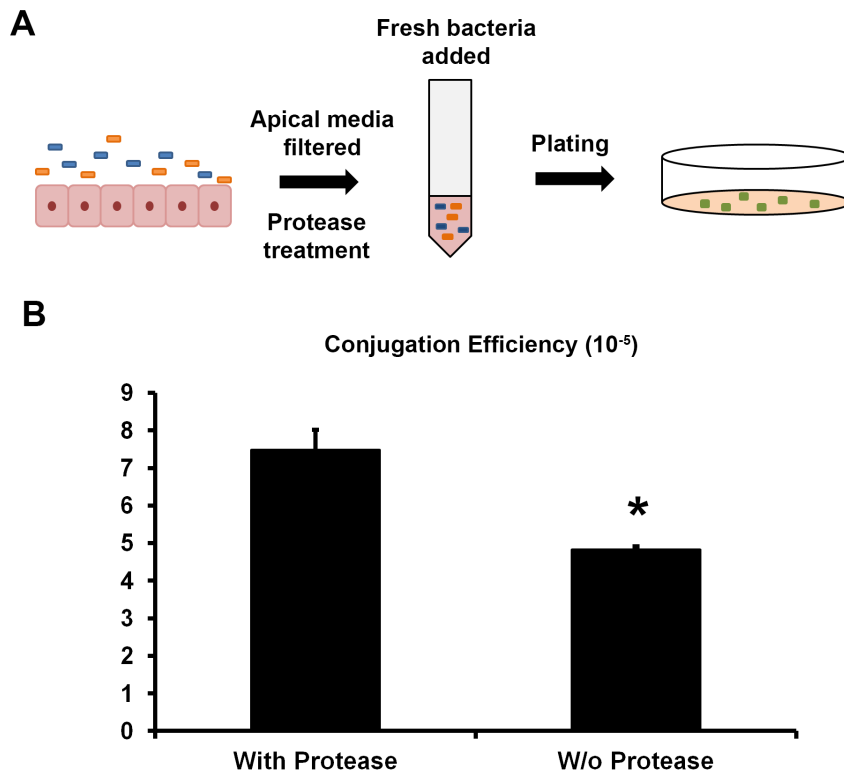 A
Fresh bacteria
added
Apical media
filtered
Protease
treatment
Plating
B
Conjugation Efficiency (10⁻⁵)
9
8
7
6
5
4
3
2
1
0
*
With Protease
W/o Protease